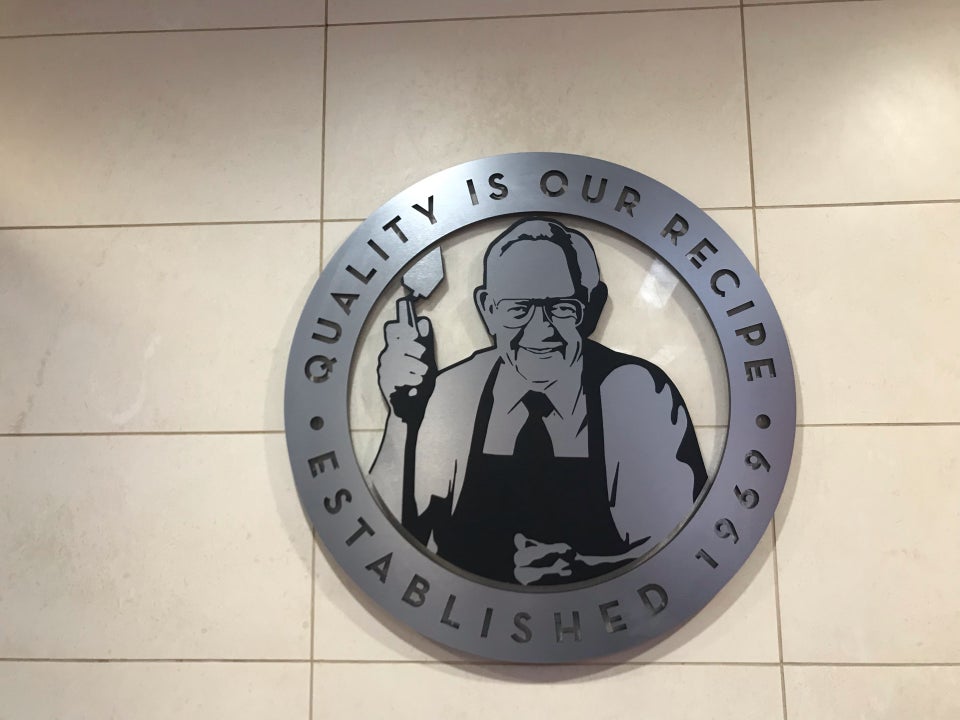 QUALITY IS OUR RECIPE
ESTABLISHED 1969